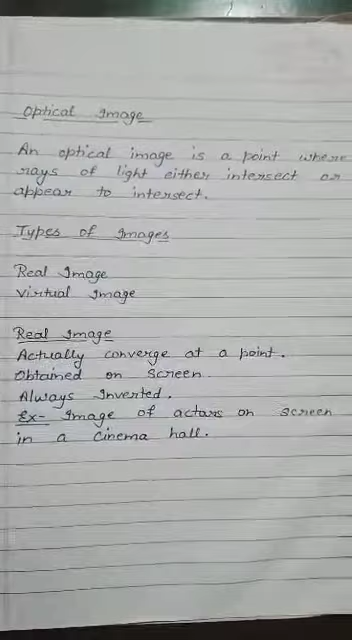 Optical Image
An optical image is a point where
rays of light either intersect or
appear to intersect.
Types of Images
Real Image
Virtual Image
Real Image
Actually converge at a point.
Obtained on screen.
Always Inverted.
Ex- Image of actars on screen
in a cinema hall.